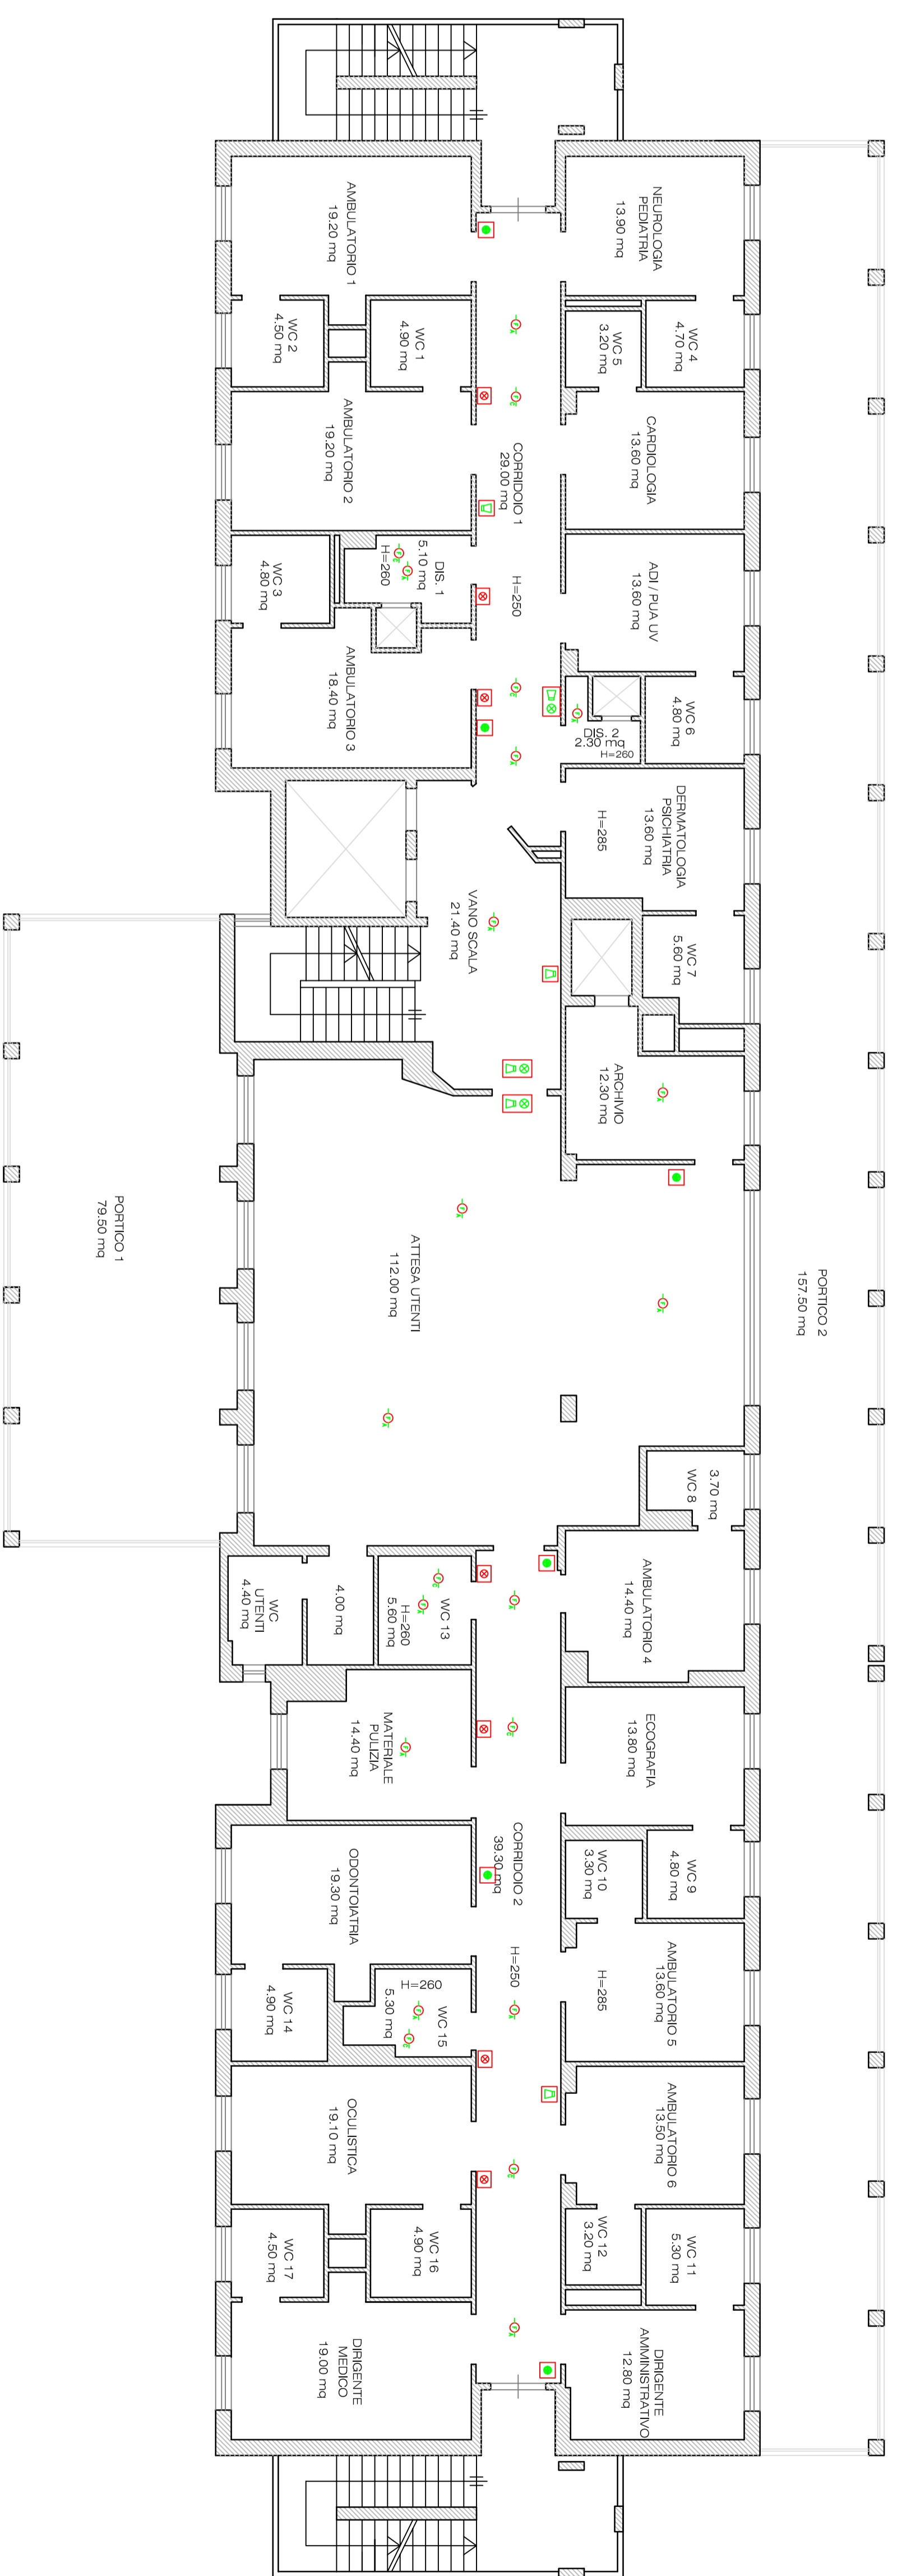 NEUROLOGIA
PEDIATRIA
13.90 mq
AMBULATORIO 1
19.20 mq
WC 4
4.70 mq
WC 5
3.20 mq
WC 1
4.90 mq
WC 2
4.50 mq
CARDIOLOGIA
13.60 mq
CORRIDOIO 1
29.00 mq
AMBULATORIO 2
19.20 mq
ADI / PUA UV
13.60 mq
H=250
DIS. 1
5.10 mq
H=260
WC 3
4.80 mq
AMBULATORIO 3
18.40 mq
WC 6
4.80 mq
DIS. 2
2.30 mq
H=260
DERMATOLOGIA
PSICHIATRIA
13.60 mq
H=285
VANO SCALA
21.40 mq
WC 7
5.60 mq
ARCHIVIO
12.30 mq
ATTESA UTENTI
112.00 mq
PORTICO 1
79.50 mq
PORTICO 2
157.50 mq
3.70 mq
WC 8
AMBULATORIO 4
14.40 mq
WC 13
5.60 mq
H=260
4.00 mq
WC
UTENTI
4.40 mq
MATERIALE
PULIZIA
14.40 mq
ECOGRAFIA
13.80 mq
CORRIDOIO 2
39.30 mq
WC 9
4.80 mq
WC 10
3.30 mq
ODONTOIATRIA
19.30 mq
H=250
AMBULATORIO 5
13.60 mq
H=285
WC 15
5.30 mq
H=260
WC 14
4.90 mq
AMBULATORIO 6
13.50 mq
OCULISTICA
19.10 mq
WC 11
5.30 mq
WC 12
3.20 mq
WC 16
4.90 mq
WC 17
4.50 mq
DIRIGENTE
AMMINISTRATIVO
12.80 mq
DIRIGENTE
MEDICO
19.00 mq